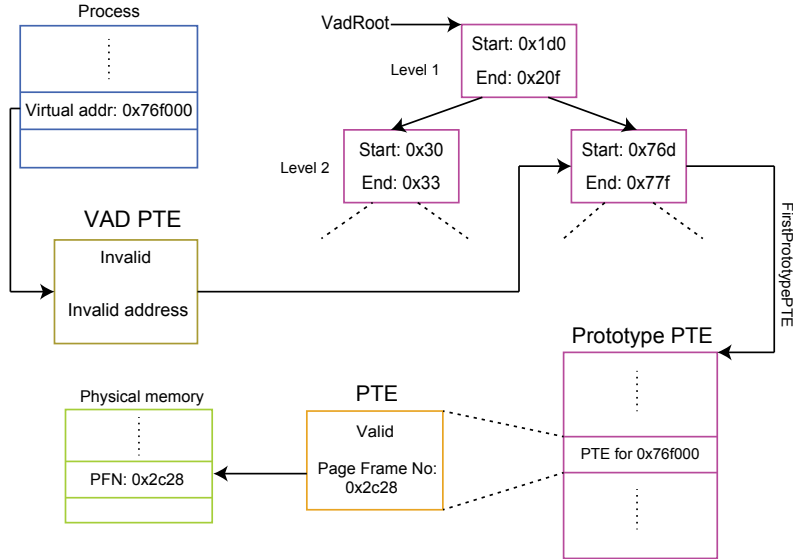 Process
Virtual addr: 0x76f000
VadRoot
Level 1
Start: 0x1d0
End: 0x20f
Level 2
Start: 0x30
End: 0x33
Start: 0x76d
End: 0x77f
FirstPrototypePTE
VAD PTE
Invalid
Invalid address
Prototype PTE
PTE for 0x76f000
PTE
Valid
Page Frame No:
0x2c28
Physical memory
PFN: 0x2c28